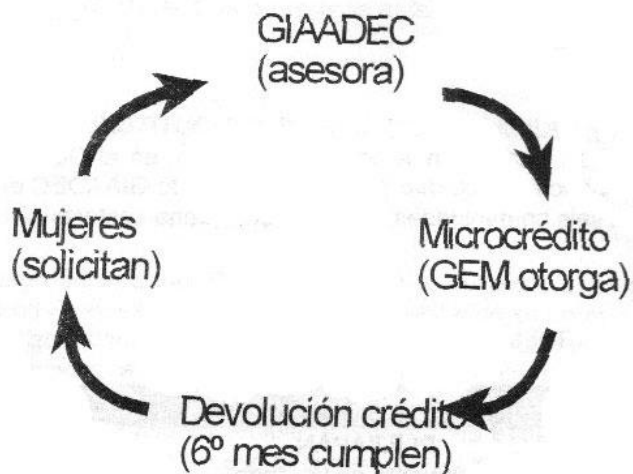 GIAADEC
(asesora)
Mujeres
(solicitan)
Microcrédito
(GEM otorga)
Devolución crédito
(6º mes cumplen)